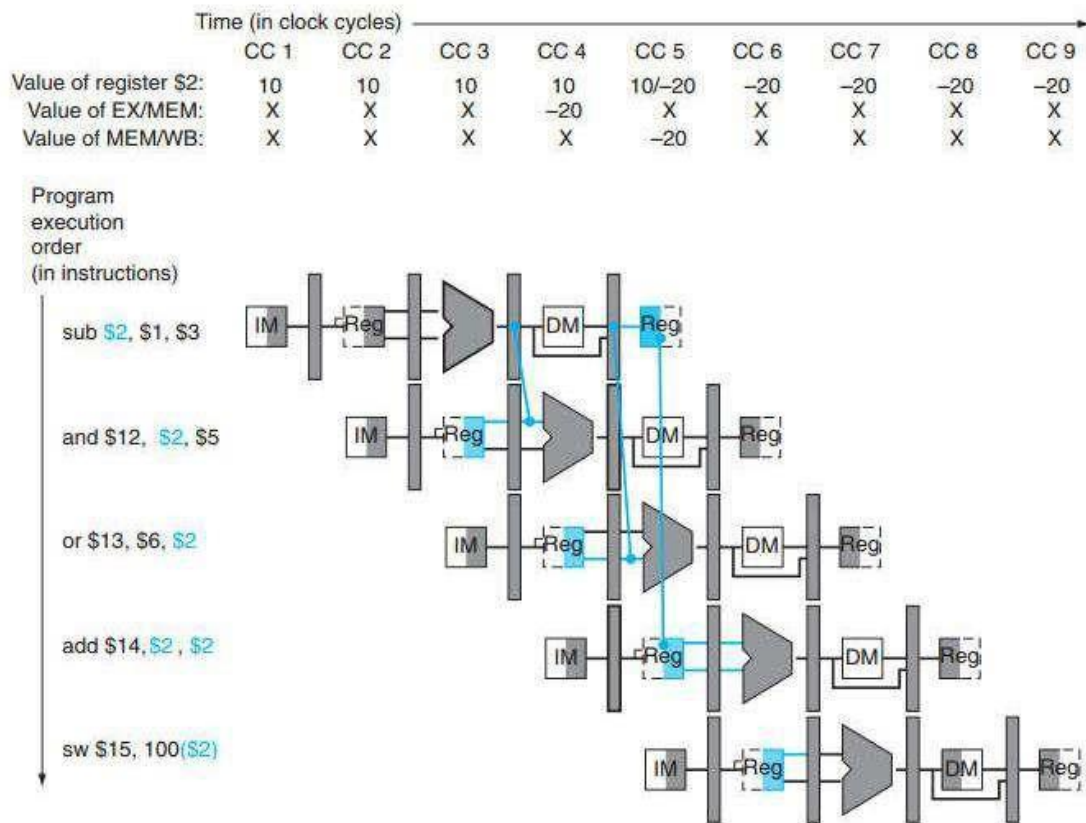 Time (in clock cycles)
CC 1 CC 2 CC 3 CC 4 CC 5 CC 6 CC 7 CC 8 CC 9
Value of register $2: 10 10 10 10 10/–20 –20 –20 –20 –20
Value of EX/MEM: X X X –20 X X X X X
Value of MEM/WB: X X X X –20 X X X X
Program
execution
order
(in instructions)
sub $2, $1, $3
IM Reg DM Reg
and $12, $2, $5
IM Reg DM Reg
or $13, $6, $2
IM Reg DM Reg
add $14,$2 , $2
IM Reg DM Reg
sw $15, 100($2)
IM Reg DM Reg